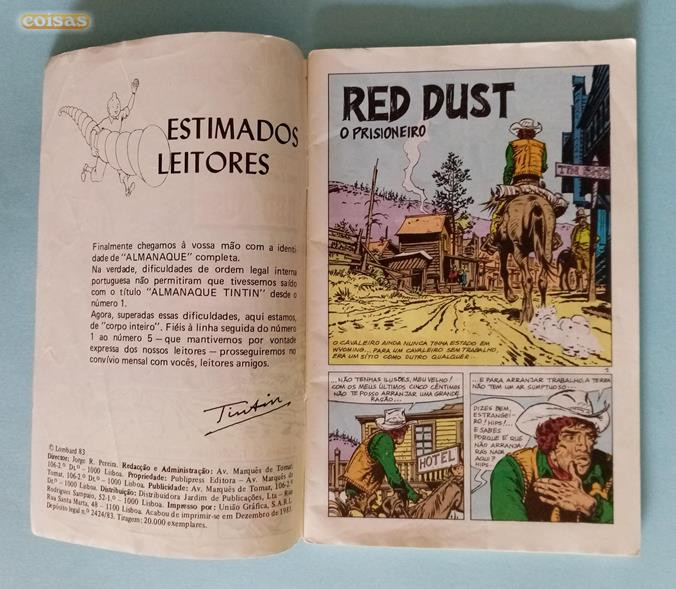 coisas
ESTIMADOS
LEITORES
Finalmente chegamos à vossa mão com a identi-
dade de "ALMANAQUE" completa.
Na verdade, dificuldades de ordem legal interna
portuguesa não permitiram que tivessemos saído
com o título "ALMANAQUE TINTIN" desde o
número 1.
Agora, superadas essas dificuldades, aqui estamos,
de "corpo inteiro". Fiéis à linha seguida do número
1 ao número 5 — que mantivemos por vontade
expressa dos nossos leitores — prosseguiremos no
convívio mensal com vocês, leitores amigos.
Tintin
© Lombard 83
Director: Jorge R. Pereira. Redacção e Administração: Av. Marquês de Tomar,
106-2.º Dt.º – 1000 Lisboa. Propriedade: Publipress Editora – Av. Marquês de
Tomar, 106-2.º Dt.º – 1000 Lisboa. Publicidade: Av. Marquês de Tomar, 106-2.º
Dt.º – 1000 Lisboa. Distribuição: Distribuidora Jardim de Publicações, Lta – Rua
Rodrigues Sampaio, 52-1.º – 1000 Lisboa. Impresso por: União Gráfica, S.A.R.L.
Rua Santa Marta, 48 – 1100 Lisboa. Acabou de imprimir-se em Dezembro de 1983.
Depósito legal n.º 2424/83. Tiragem: 20.000 exemplares.
RED DUST
O PRISIONEIRO
O CAVALEIRO AINDA NUNCA TINHA ESTADO EM
WYOMING... PARA UM CAVALEIRO SEM TRABALHO,
ERA UM SÍTIO COMO OUTRO QUALQUER...
...NÃO TENHAS ILUSÕES, MEU VELHO!
COM OS MEUS ÚLTIMOS CINCO CÊNTIMOS
NÃO TE POSSO ARRANJAR UMA GRANDE
RAÇÃO...
HOTEL
...E PARA ARRANJAR TRABALHO, A TERRA
NÃO TEM UM AR SUMPTUOSO...
DIZES BEM,
ESTRANGEI-
RO! HIPS!...
E SABES
PORQUE É QUE
NÃO ARRANJA-
RÁS NADA
AQUI?
HIPS...